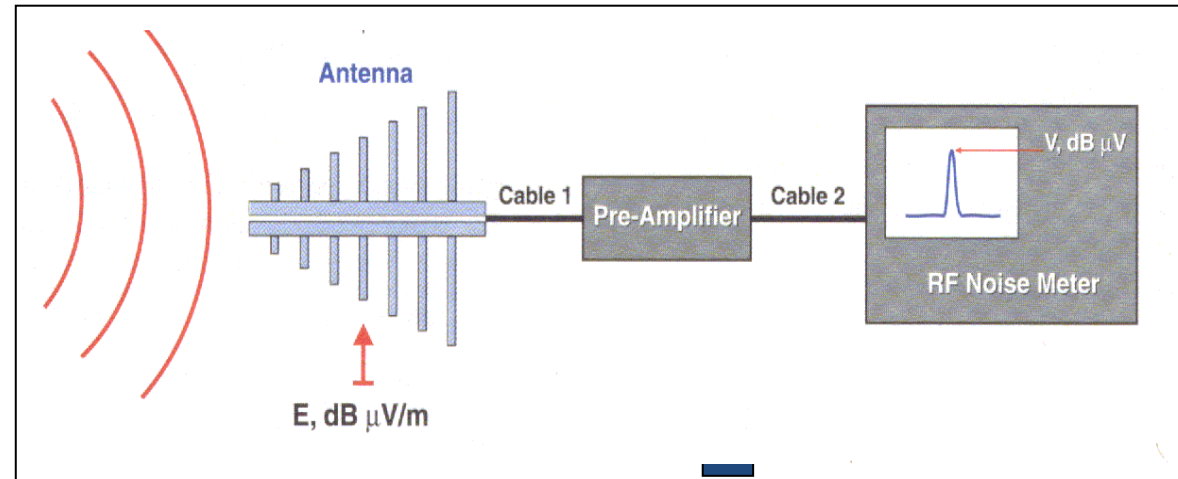 Antenna
Cable 1
Pre-Amplifier
Cable 2
V, dB µV
RF Noise Meter
E, dB µV/m